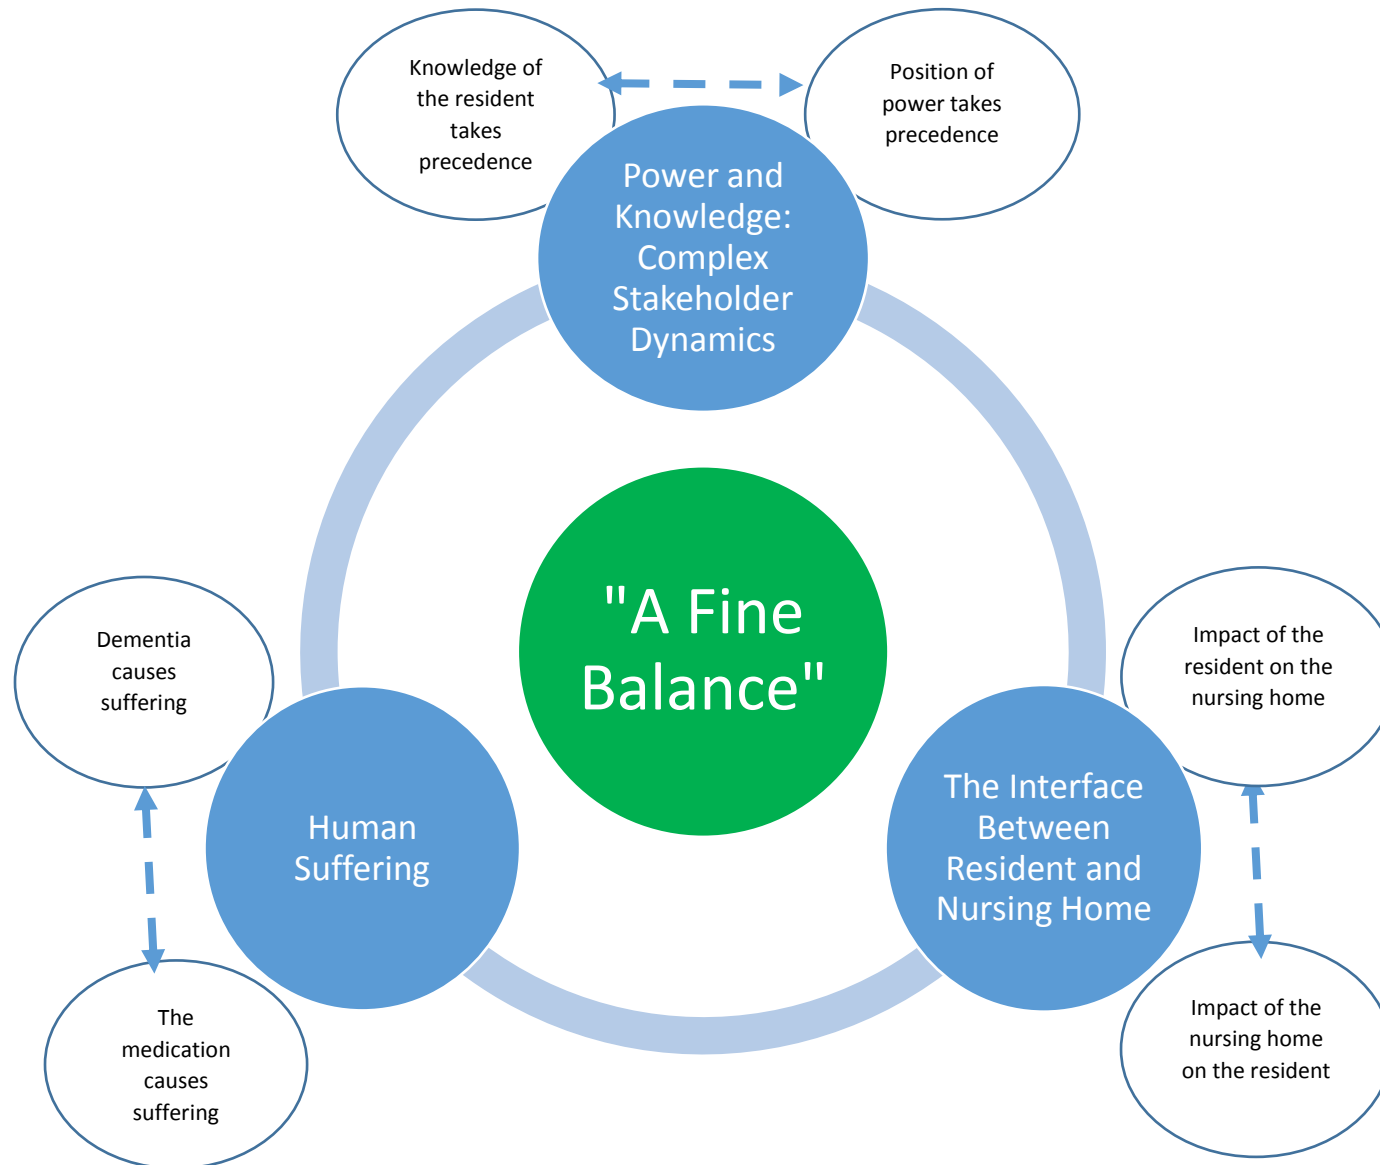 Knowledge of
the resident
takes
precedence
Position of
power takes
precedence
Power and
Knowledge:
Complex
Stakeholder
Dynamics
"A Fine
Balance"
Dementia
causes
suffering
Human
Suffering
The
medication
causes
suffering
Impact of the
resident on the
nursing home
The Interface
Between
Resident and
Nursing Home
Impact of the
nursing home
on the resident